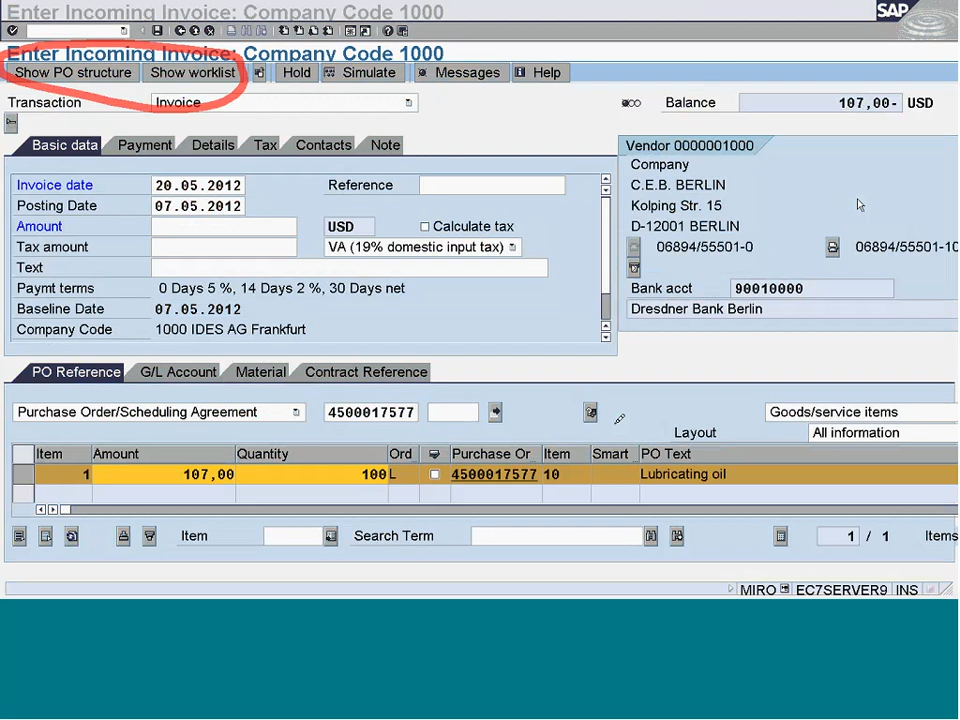 Enter Incoming Invoice: Company Code 1000
SAP
Enter Incoming Invoice: Company Code 1000
Show PO structure Show worklist Hold Simulate Messages Help
Transaction Invoice Balance 107,00- USD
Basic data Payment Details Tax Contacts Note
Vendor 0000001000
Company
Invoice date 20.05.2012 Reference C.E.B. BERLIN
Posting Date 07.05.2012 Kolping Str. 15
Amount USD Calculate tax D-12001 BERLIN
Tax amount VA (19% domestic input tax) 06894/55501-0 06894/55501-10
Text
Paymt terms 0 Days 5 %, 14 Days 2 %, 30 Days net Bank acct 90010000
Baseline Date 07.05.2012 Dresdner Bank Berlin
Company Code 1000 IDES AG Frankfurt
PO Reference G/L Account Material Contract Reference
Purchase Order/Scheduling Agreement 4500017577 Goods/service items
Layout All information
Item Amount Quantity Ord Purchase Or Item Smart PO Text
1 107,00 100 L 4500017577 10 Lubricating oil
Item Search Term 1 / 1 Items
MIRO EC7SERVER9 INS